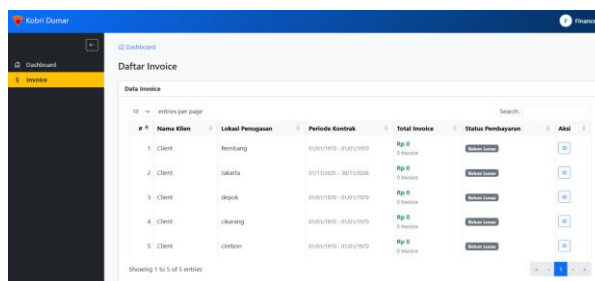 Kobri Dumar
F Finance
Dashboard
Dashboard
$ Invoice
Daftar Invoice
Data Invoice
10 entries per page
Search:
# Nama Klien Lokasi Penugasan Periode Kontrak Total Invoice Status Pembayaran Aksi
1 Client Rembang 01/01/1970 - 01/01/1970 Rp 0 Belum Lunas
0 Invoice
2 Client Jakarta 01/11/2025 - 30/11/2026 Rp 0 Belum Lunas
0 Invoice
3 Client depok 01/01/1970 - 01/01/1970 Rp 0 Belum Lunas
0 Invoice
4 Client cikarang 01/01/1970 - 01/01/1970 Rp 0 Belum Lunas
0 Invoice
5 Client cirebon 01/01/1970 - 01/01/1970 Rp 0 Belum Lunas
0 Invoice
Showing 1 to 5 of 5 entries
« ‹ 1 › »